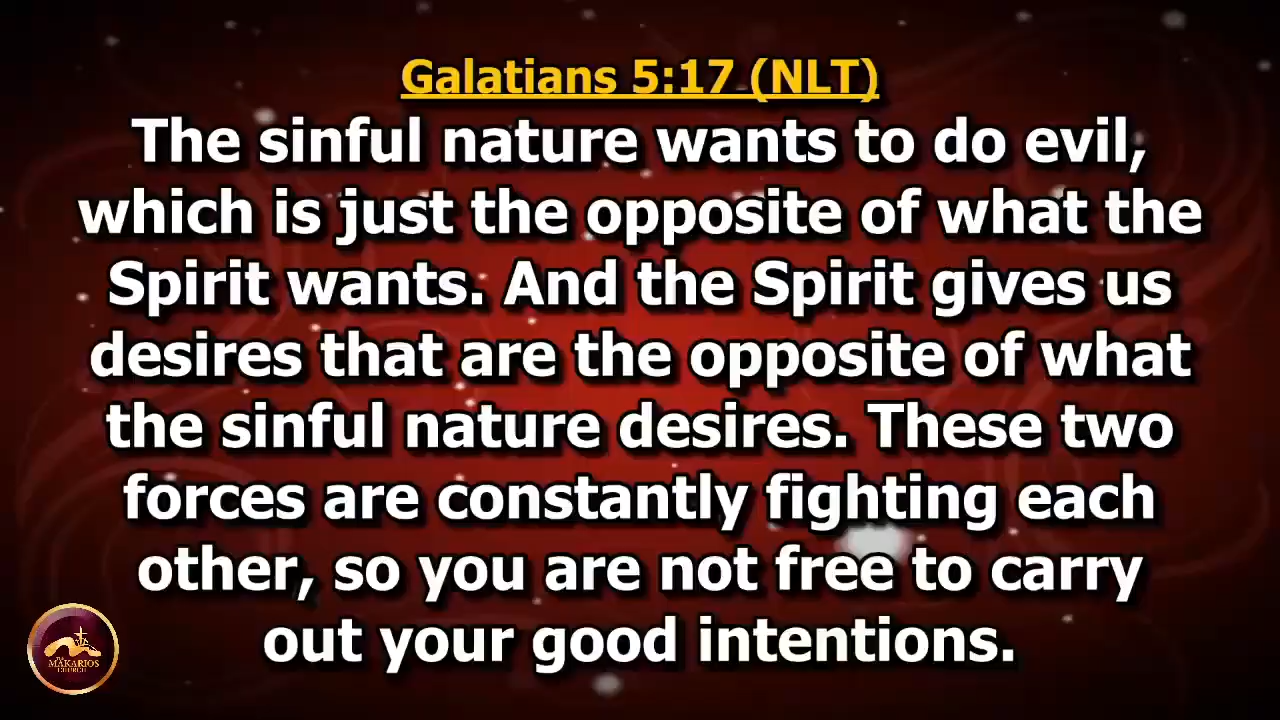 Galatians 5:17 (NLT)
The sinful nature wants to do evil,
which is just the opposite of what the
Spirit wants. And the Spirit gives us
desires that are the opposite of what
the sinful nature desires. These two
forces are constantly fighting each
other, so you are not free to carry
out your good intentions.
MAKARIOS
CHURCH